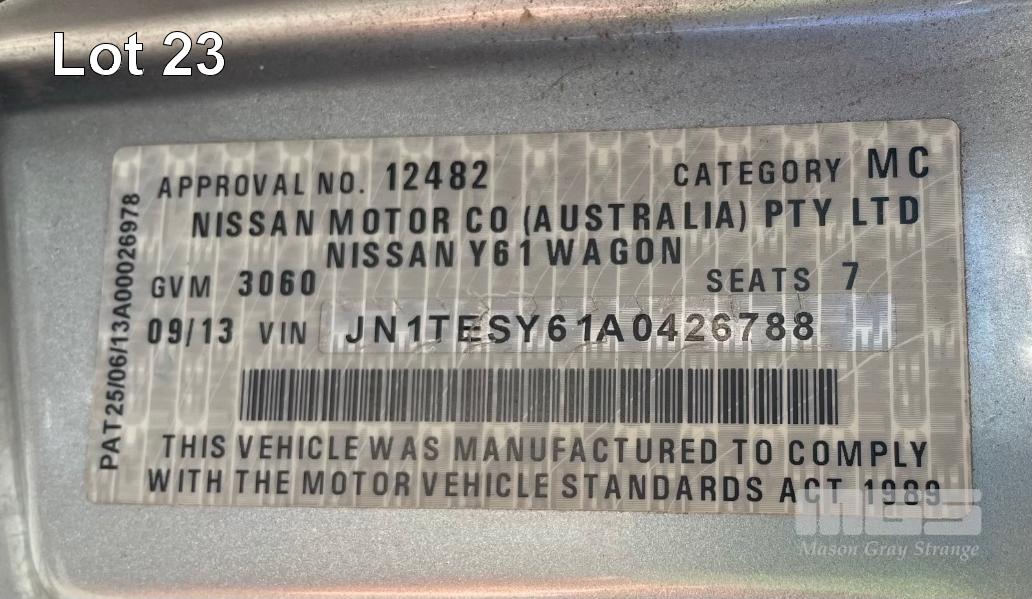 Lot 23
APPROVAL NO. 12482 CATEGORY MC
NISSAN MOTOR CO (AUSTRALIA) PTY LTD
NISSAN Y61 WAGON
GVM 3060 SEATS 7
09/13 VIN JN1TESY61A0426788
THIS VEHICLE WAS MANUFACTURED TO COMPLY
WITH THE MOTOR VEHICLE STANDARDS ACT 1989
PAT25/06/13A00026978
MGS
Mason Gray Strange